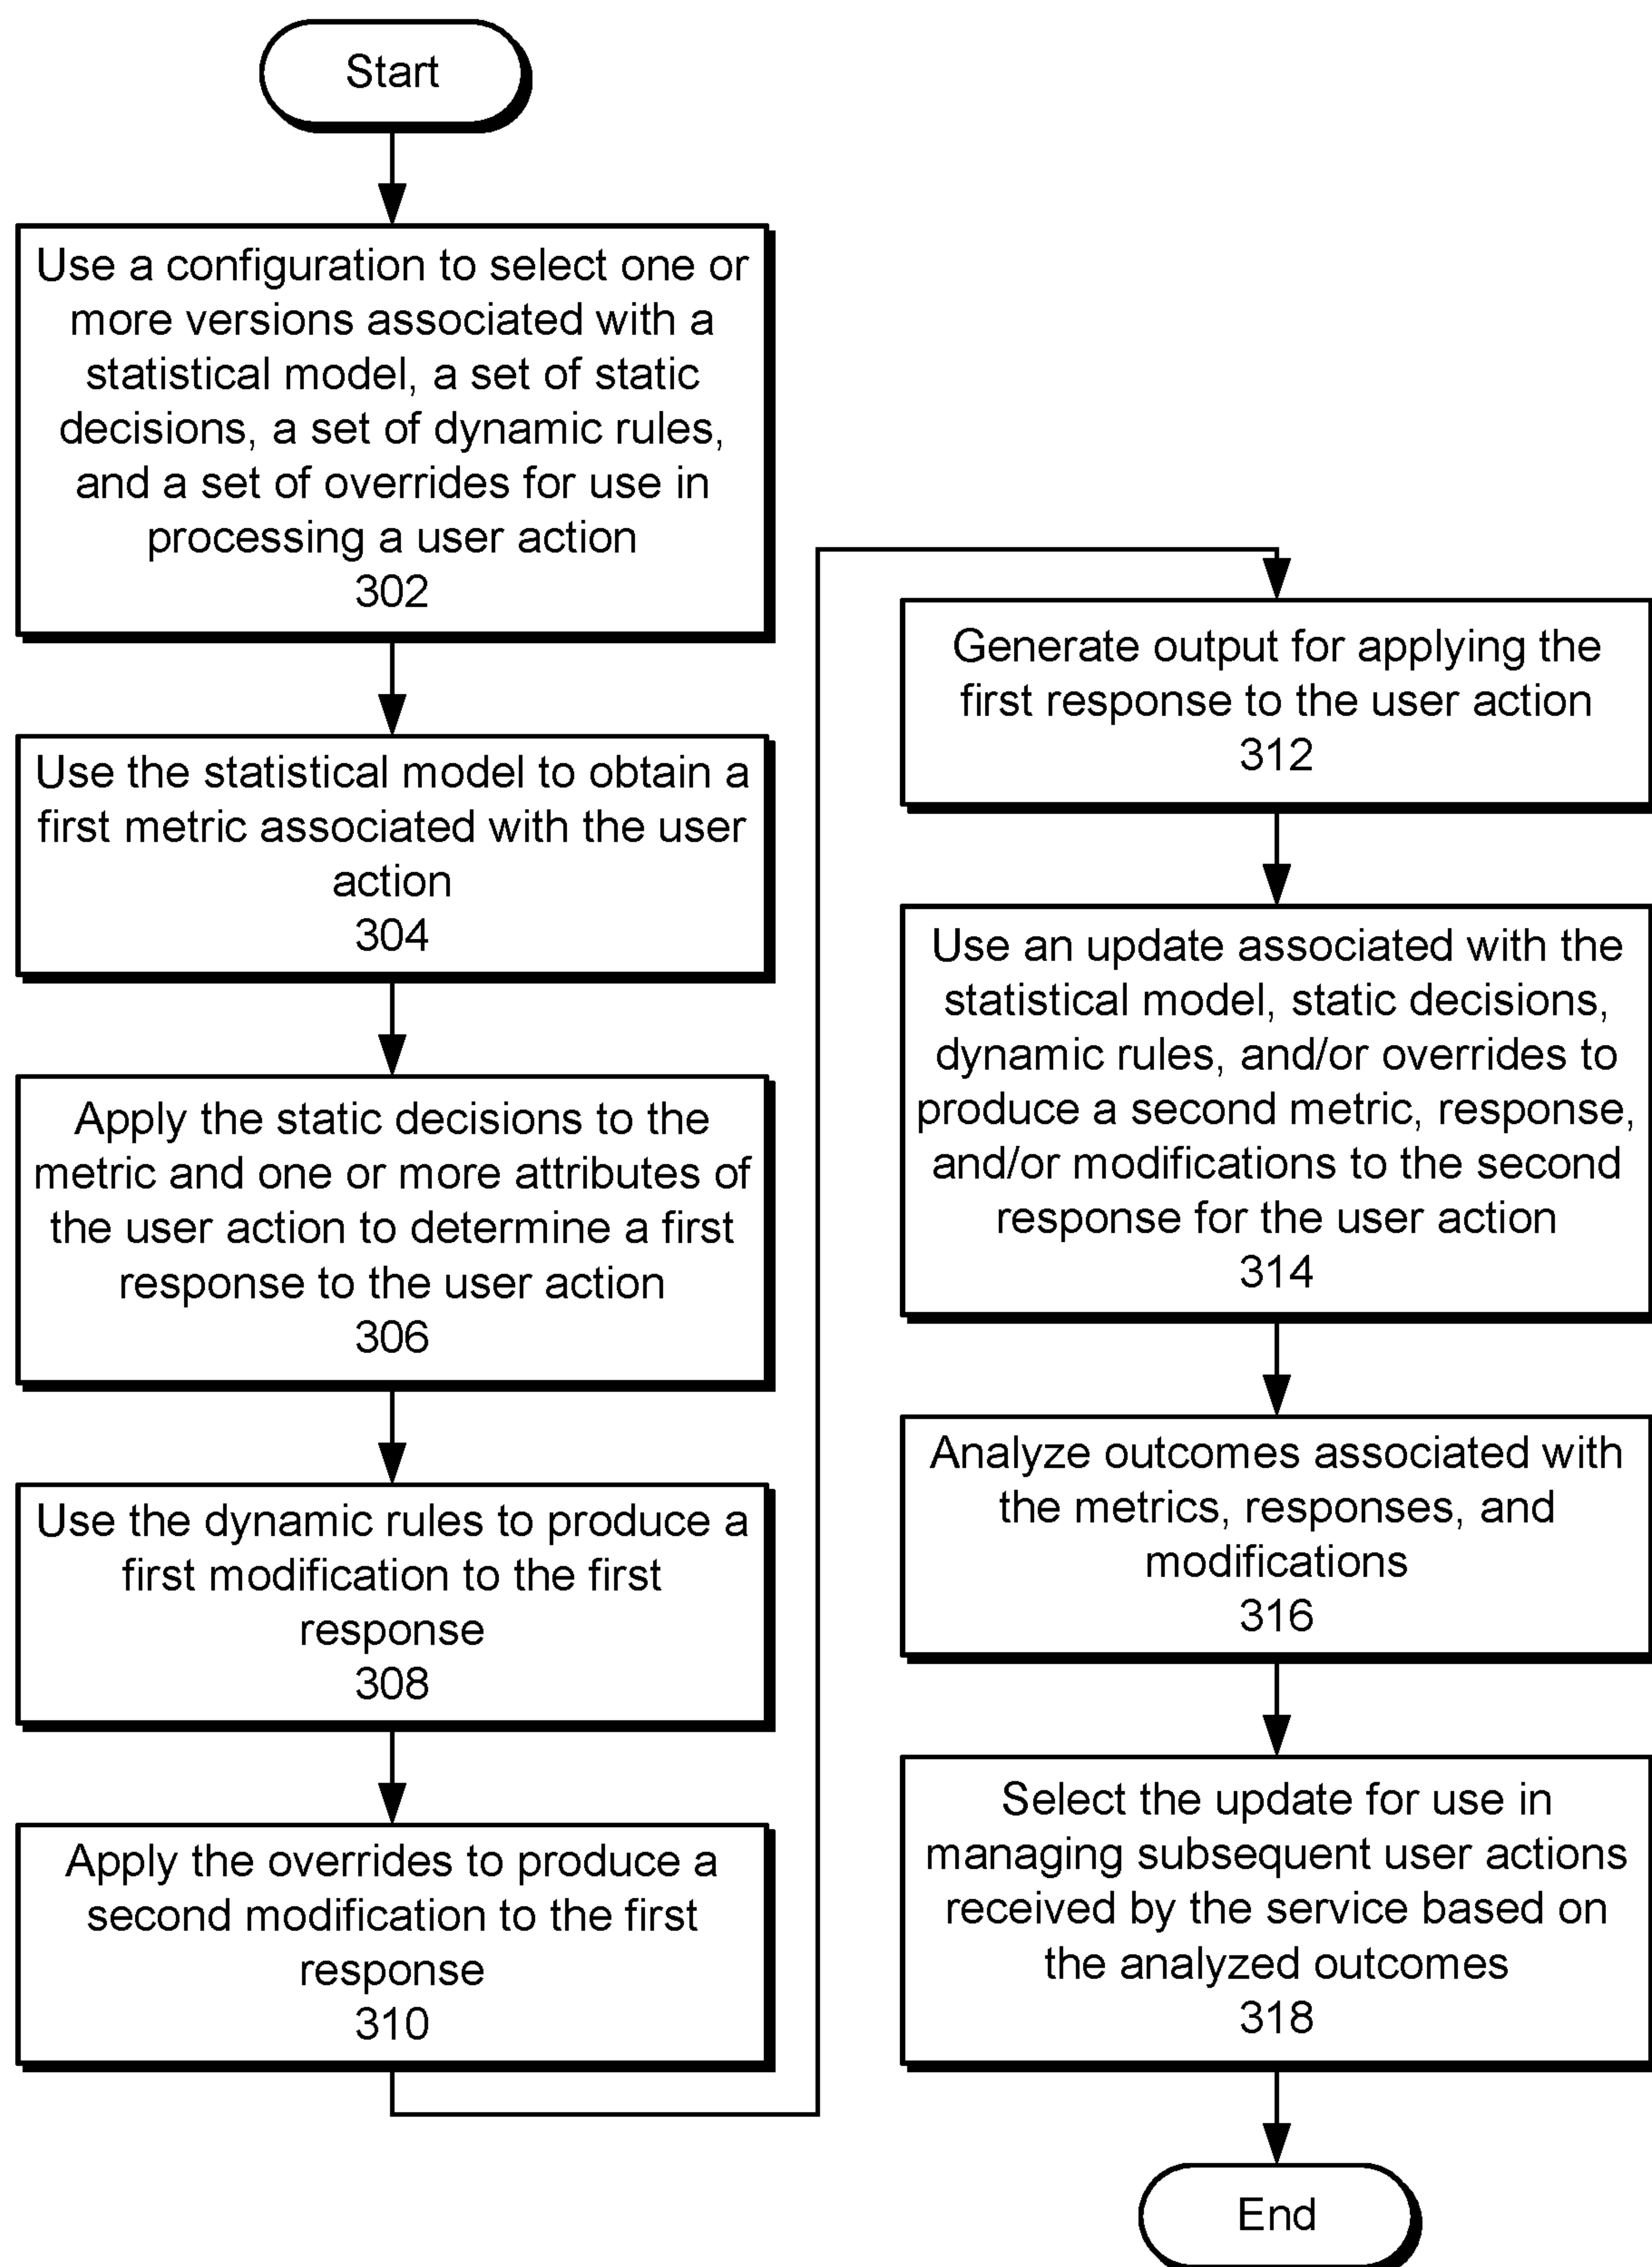 Start
Use a configuration to select one or
more versions associated with a
statistical model, a set of static
decisions, a set of dynamic rules,
and a set of overrides for use in
processing a user action
302
Use the statistical model to obtain a
first metric associated with the user
action
304
Apply the static decisions to the
metric and one or more attributes of
the user action to determine a first
response to the user action
306
Use the dynamic rules to produce a
first modification to the first
response
308
Apply the overrides to produce a
second modification to the first
response
310
Generate output for applying the
first response to the user action
312
Use an update associated with the
statistical model, static decisions,
dynamic rules, and/or overrides to
produce a second metric, response,
and/or modifications to the second
response for the user action
314
Analyze outcomes associated with
the metrics, responses, and
modifications
316
Select the update for use in
managing subsequent user actions
received by the service based on
the analyzed outcomes
318
End